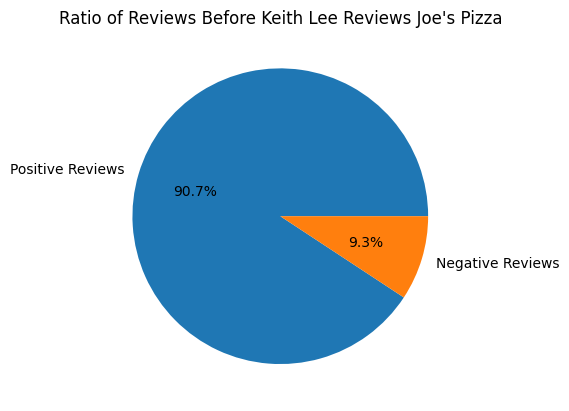 Ratio of Reviews Before Keith Lee Reviews Joe's Pizza
Positive Reviews
90.7%
9.3%
Negative Reviews